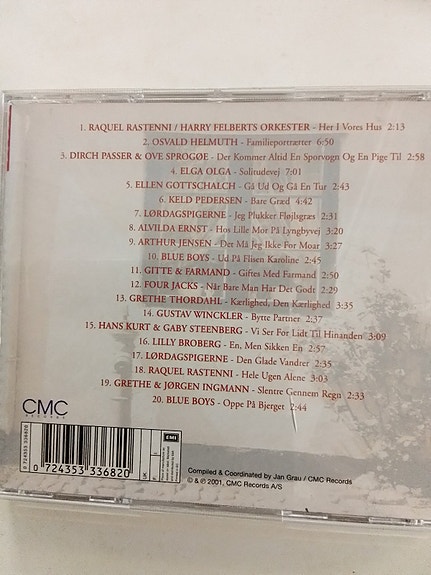 1. RAQUEL RASTENNI / HARRY FELBERTS ORKESTER - Her I Vores Hus 2:13
2. OSVALD HELMUTH - Familieportrætter 6:50
3. DIRCH PASSER & OVE SPROGØE - Der Kommer Altid En Sporvogn Og En Pige Til 2:58
4. ELGA OLGA - Solitudevej 7:01
5. ELLEN GOTTSCHALCH - Gå Ud Og Gå En Tur 2:43
6. KELD PEDERSEN - Bare Græd 4:42
7. LØRDAGSPIGERNE - Jeg Plukker Fløjlsgræs 2:31
8. ALVILDA ERNST - Hos Lille Mor På Lyngbyvej 3:20
9. ARTHUR JENSEN - Det Må Jeg Ikke For Moar 3:27
10. BLUE BOYS - Ud På Flisen Karoline 2:45
11. GITTE & FARMAND - Giftes Med Farmand 2:50
12. FOUR JACKS - Når Bare Man Har Det Godt 2:29
13. GRETHE THORDAHL - Kærlighed, Den Kærlighed 3:35
14. GUSTAV WINCKLER - Bytte Partner 2:37
15. HANS KURT & GABY STEENBERG - Vi Ser For Lidt Til Hinanden 3:09
16. LILLY BROBERG - En, Men Sikken En 2:57
17. LØRDAGSPIGERNE - Den Glade Vandrer 2:35
18. RAQUEL RASTENNI - Hele Ugen Alene 3:03
19. GRETHE & JØRGEN INGMANN - Slentre Gennem Regn 2:33
20. BLUE BOYS - Oppe På Bjerget 2:44
CMC
EMI
0 724353 336820
0 724353 336820
UK
Compiled & Coordinated by Jan Grau / CMC Records
© & ℗ 2001, CMC Records A/S